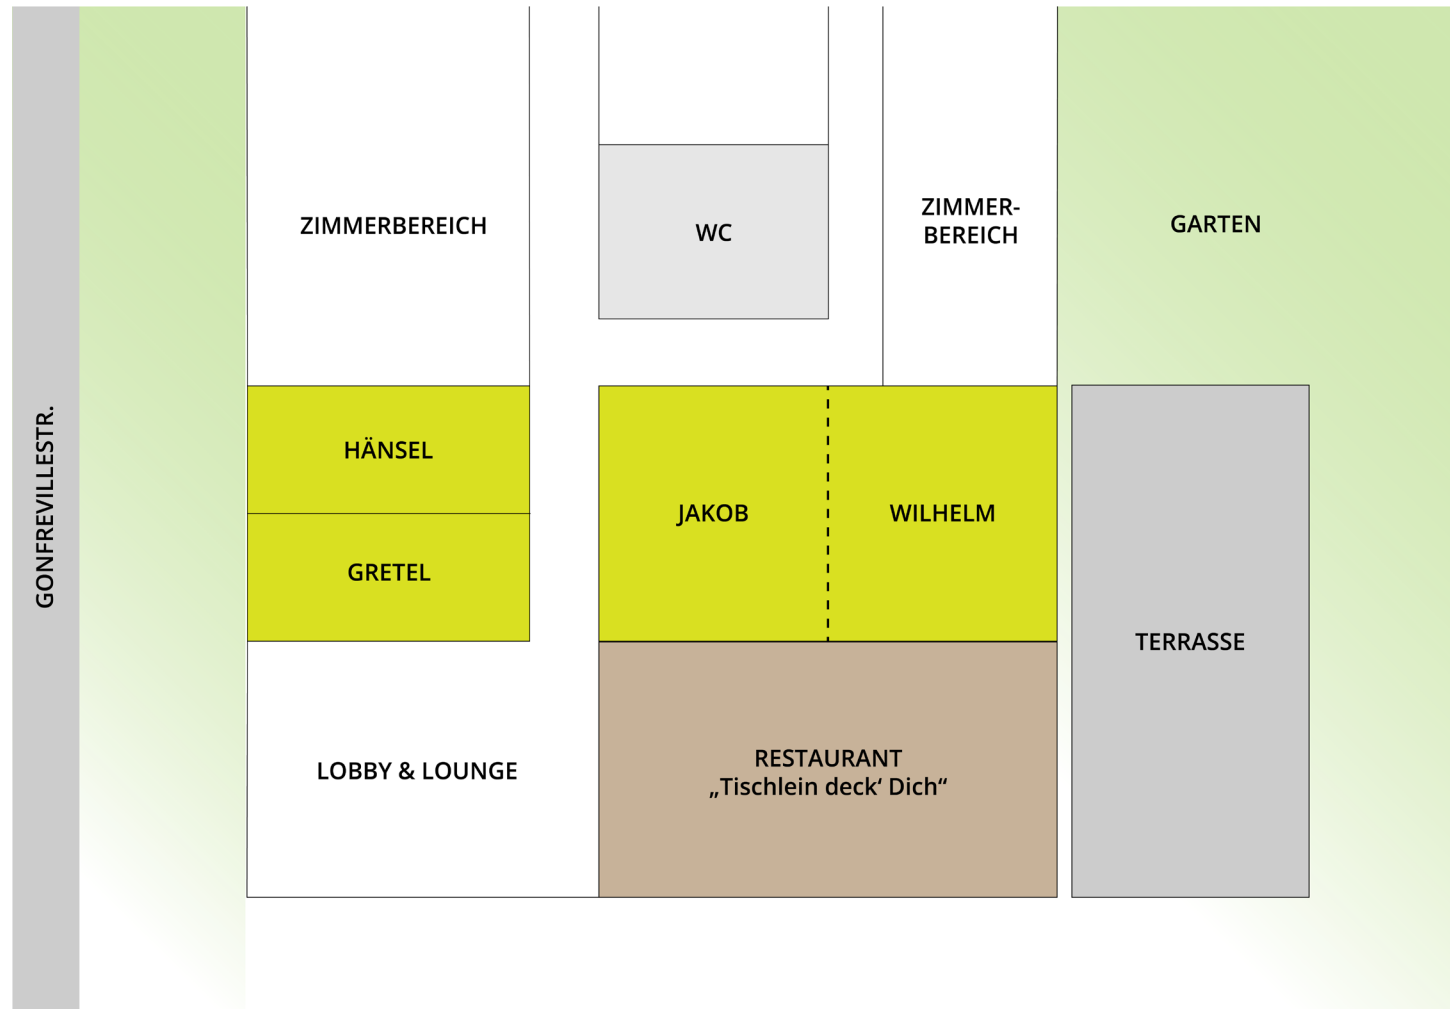 ZIMMERBEREICH
WC
ZIMMER-
BEREICH
GARTEN
GONFREVILLESTR.
HÄNSEL
GRETEL
JAKOB
WILHELM
TERRASSE
LOBBY & LOUNGE
RESTAURANT
„Tischlein deck‘ Dich“